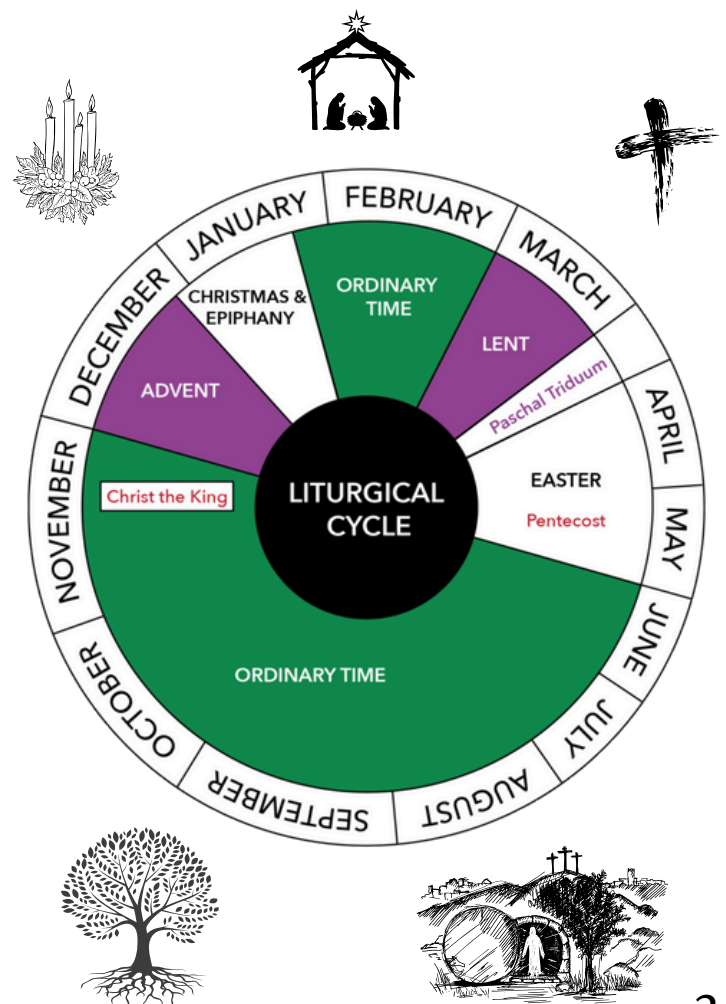 JANUARY
FEBRUARY
MARCH
APRIL
MAY
JUNE
JULY
AUGUST
SEPTEMBER
OCTOBER
NOVEMBER
DECEMBER
CHRISTMAS &
EPIPHANY
ORDINARY
TIME
LENT
Paschal Triduum
EASTER
Pentecost
ORDINARY TIME
Christ the King
ADVENT
LITURGICAL
CYCLE